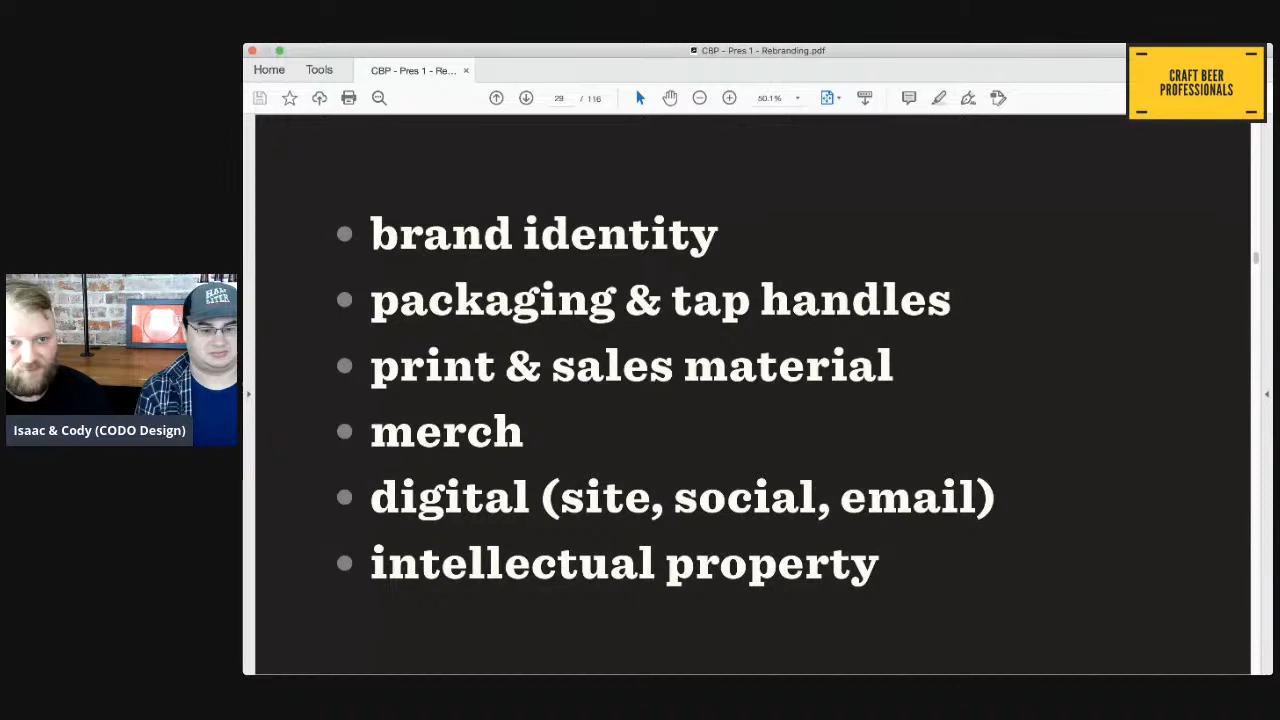 CBP - Pres 1 - Rebranding.pdf
Home
Tools
CBP - Pres 1 - Re... ×
29 / 116
50.1%
CRAFT BEER
PROFESSIONALS
brand identity
packaging & tap handles
print & sales material
merch
digital (site, social, email)
intellectual property
Isaac & Cody (CODO Design)